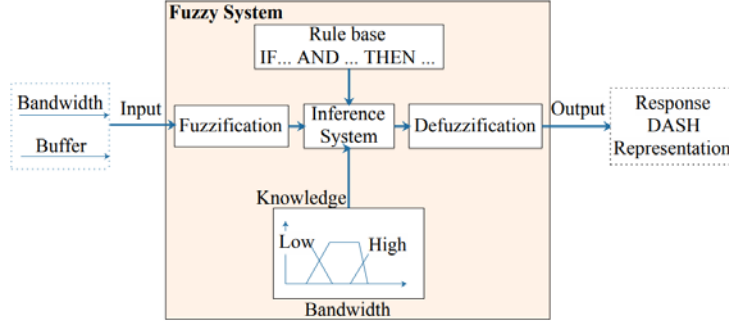 Fuzzy System
Rule base
IF... AND ... THEN ...
Bandwidth
Buffer
Input
Fuzzification
Inference
System
Defuzzification
Output
Response
DASH
Representation
Knowledge
Low
High
Bandwidth